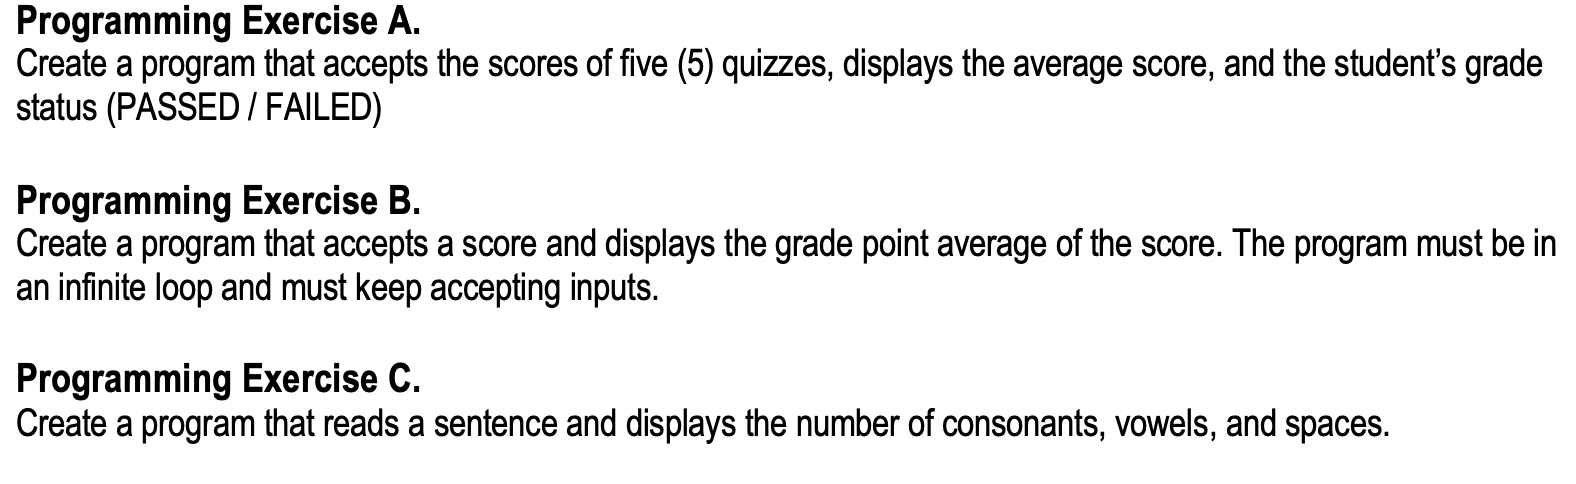 Programming Exercise A.
Create a program that accepts the scores of five (5) quizzes, displays the average score, and the student’s grade
status (PASSED / FAILED)
Programming Exercise B.
Create a program that accepts a score and displays the grade point average of the score. The program must be in
an infinite loop and must keep accepting inputs.
Programming Exercise C.
Create a program that reads a sentence and displays the number of consonants, vowels, and spaces.